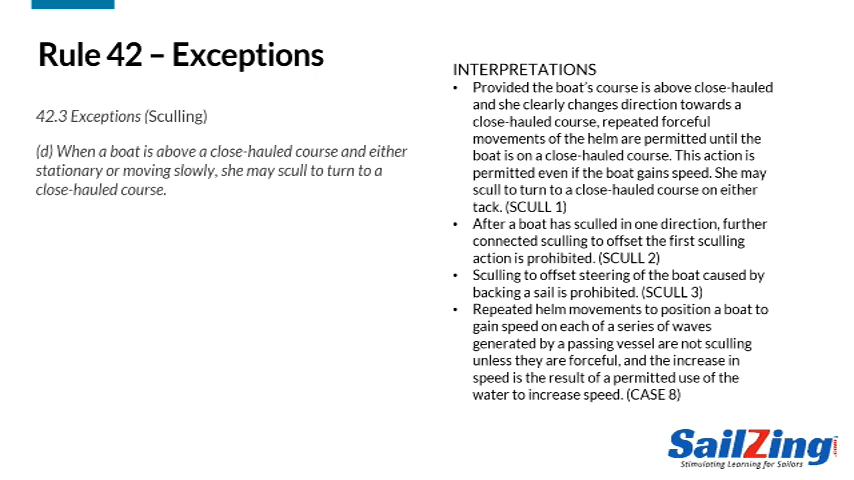 Rule 42 – Exceptions
42.3 Exceptions (Sculling)
(d) When a boat is above a close-hauled course and either
stationary or moving slowly, she may scull to turn to a
close-hauled course.
INTERPRETATIONS
• Provided the boat's course is above close-hauled
and she clearly changes direction towards a
close-hauled course, repeated forceful
movements of the helm are permitted until the
boat is on a close-hauled course. This action is
permitted even if the boat gains speed. She may
scull to turn to a close-hauled course on either
tack. (SCULL 1)
• After a boat has sculled in one direction, further
connected sculling to offset the first sculling
action is prohibited. (SCULL 2)
• Sculling to offset steering of the boat caused by
backing a sail is prohibited. (SCULL 3)
• Repeated helm movements to position a boat to
gain speed on each of a series of waves
generated by a passing vessel are not sculling
unless they are forceful, and the increase in
speed is the result of a permitted use of the
water to increase speed. (CASE 8)
SailZing
Stimulating Learning for Sailors